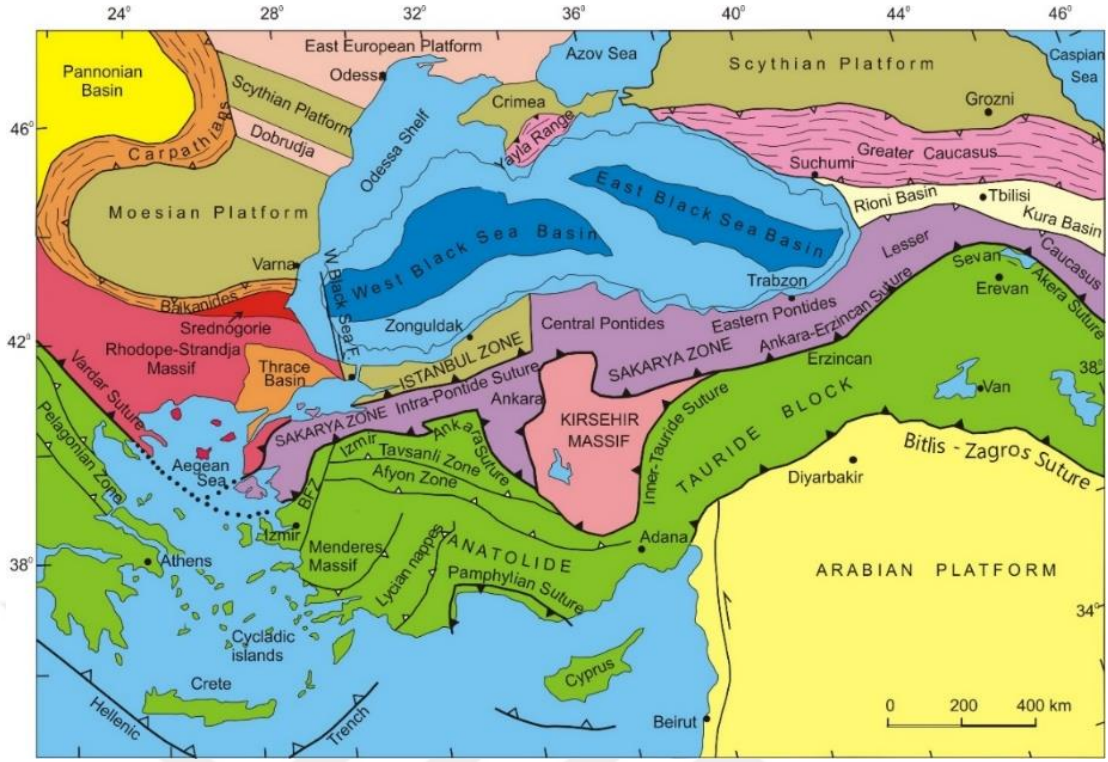 24° 28° 32° 36° 40° 44° 46°
East European Platform
Azov Sea
Pannonian
Basin
Odessa
Scythian Platform
Caspian
Sea
Scythian Platform
Crimea
Grozni
46°
Carpathians
Dobrudja
Odessa Shelf
Yayla Range
Greater Caucasus
Suchumi
East Black Sea Basin
Rioni Basin
Tbilisi
Kura Basin
Moesian Platform
West Black Sea Basin
Lesser
Caucasus
Varna
W. Black Sea F.
Trabzon
Sevan
Akera Suture
Erevan
Balkanides
Srednogorie
Zonguldak
Central Pontides
Eastern Pontides
Ankara-Erzincan Suture
42°
Rhodope-Strandja
Massif
ISTANBUL ZONE
SAKARYA ZONE
Erzincan
38°
Vardar Suture
Thrace
Basin
Intra-Pontide Suture
Ankara
Van
SAKARYA ZONE
KIRSEHIR
MASSIF
Inner-Tauride Suture
TAURIDE BLOCK
Pelagonian Zone
Izmir
Ankara Suture
Tavsanli Zone
Bitlis - Zagros Suture
Aegean
Sea
Afyon Zone
Diyarbakir
BFZ
Izmir
Menderes
Massif
Lycian nappes
ANATOLIDE
Adana
38°
Athens
Pamphylian Suture
ARABIAN PLATFORM
34°
Cycladic
islands
Cyprus
Crete
Hellenic
Trench
Beirut
0 200 400 km